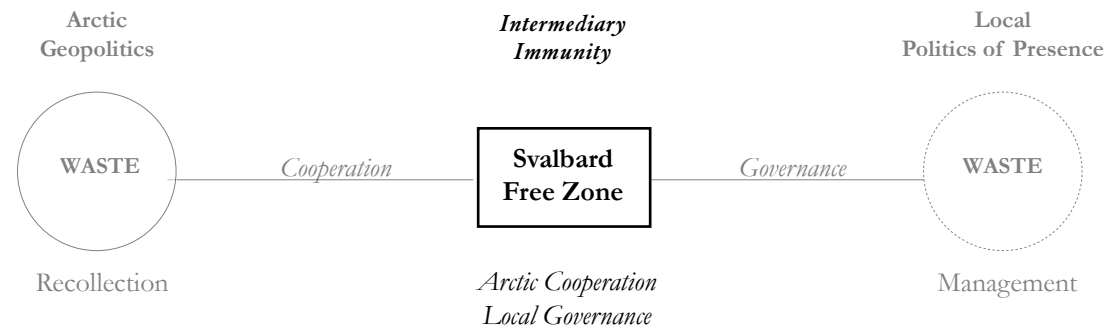 Arctic
Geopolitics
Intermediary
Immunity
Local
Politics of Presence
WASTE
Cooperation
Svalbard
Free Zone
Governance
WASTE
Recollection
Arctic Cooperation
Local Governance
Management